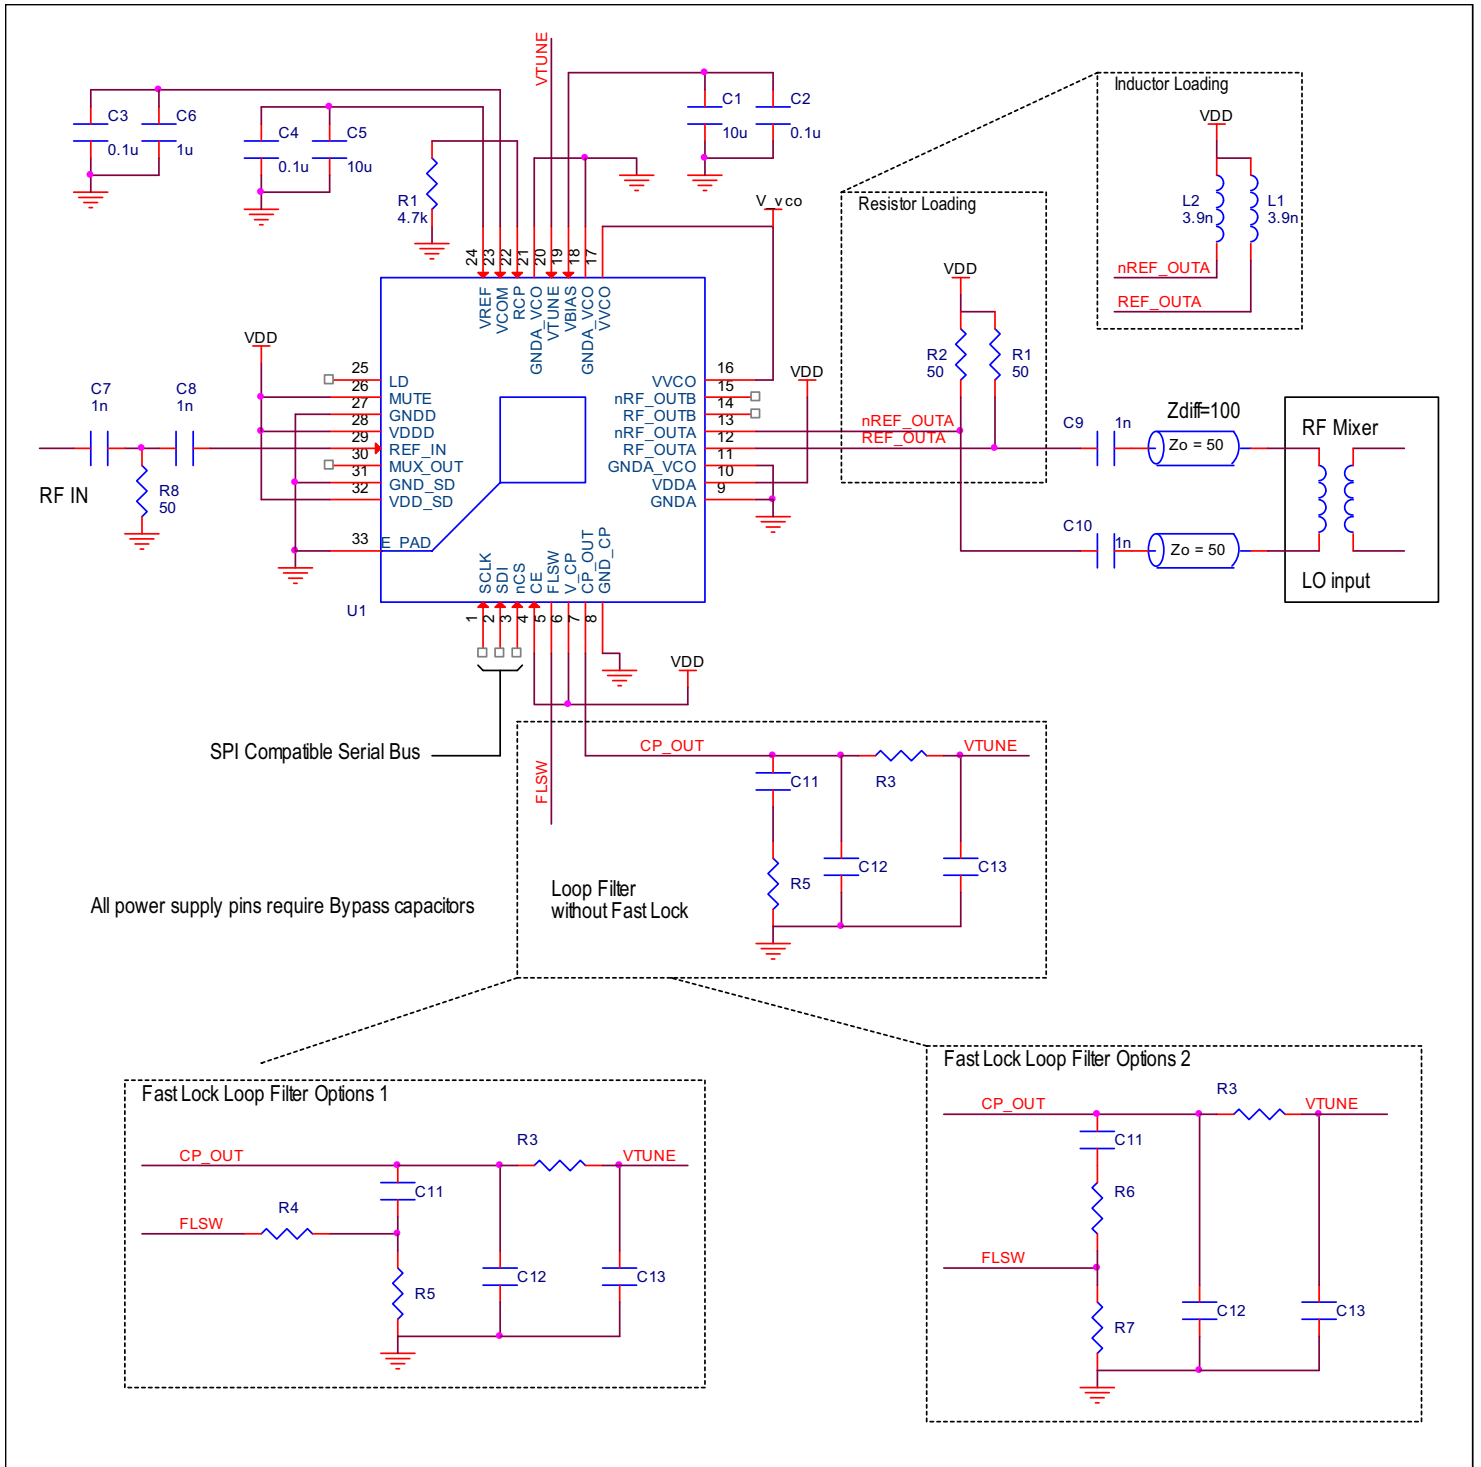 VTUNE
C3
0.1u
C6
1u
C4
0.1u
C5
10u
R1
4.7k
C1
10u
C2
0.1u
V_vco
Inductor Loading
VDD
L2
3.9n
L1
3.9n
nREF_OUTA
REF_OUTA
Resistor Loading
VDD
R2
50
R1
50
24
23
22
21
20
19
18
17
VREF
VCOM
RCP
GNDA_VCO
VTUNE
VBIAS
GNDA_VCO
VVCO
VDD
25 LD
26 MUTE
27 GNDD
28 VDDD
29 REF_IN
30 MUX_OUT
31 GND_SD
32 VDD_SD
33 E_PAD
C7
1n
C8
1n
RF IN
R8
50
VVCO 16
nRF_OUTB 15
RF_OUTB 14
nRF_OUTA 13
RF_OUTA 12
GNDA_VCO 11
VDDA 10
GNDA 9
VDD
nREF_OUTA
REF_OUTA
C9
1n
Zdiff=100
Zo = 50
C10
1n
Zo = 50
RF Mixer
LO input
SCLK
SDI
nCS
CE
FLSW
V_CP
CP_OUT
GND_CP
U1
1
2
3
4
5
6
7
8
VDD
SPI Compatible Serial Bus
FLSW
CP_OUT
VTUNE
C11
R3
R5
C12
C13
Loop Filter
without Fast Lock
All power supply pins require Bypass capacitors
Fast Lock Loop Filter Options 1
CP_OUT
R3
VTUNE
C11
FLSW
R4
R5
C12
C13
Fast Lock Loop Filter Options 2
CP_OUT
R3
VTUNE
C11
R6
FLSW
R7
C12
C13